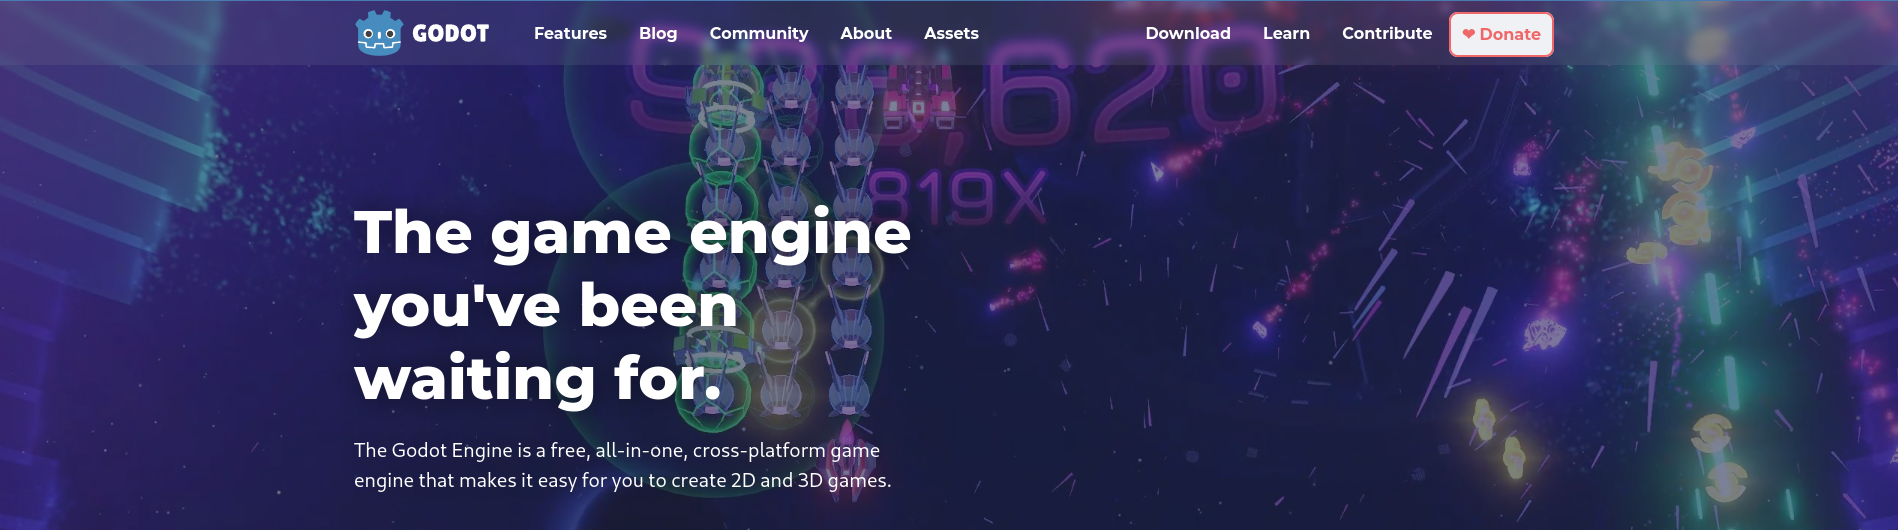 GODOT
Features Blog Community About Assets
Download Learn Contribute ❤ Donate
,620
819X
The game engine
you've been
waiting for.
The Godot Engine is a free, all-in-one, cross-platform game
engine that makes it easy for you to create 2D and 3D games.